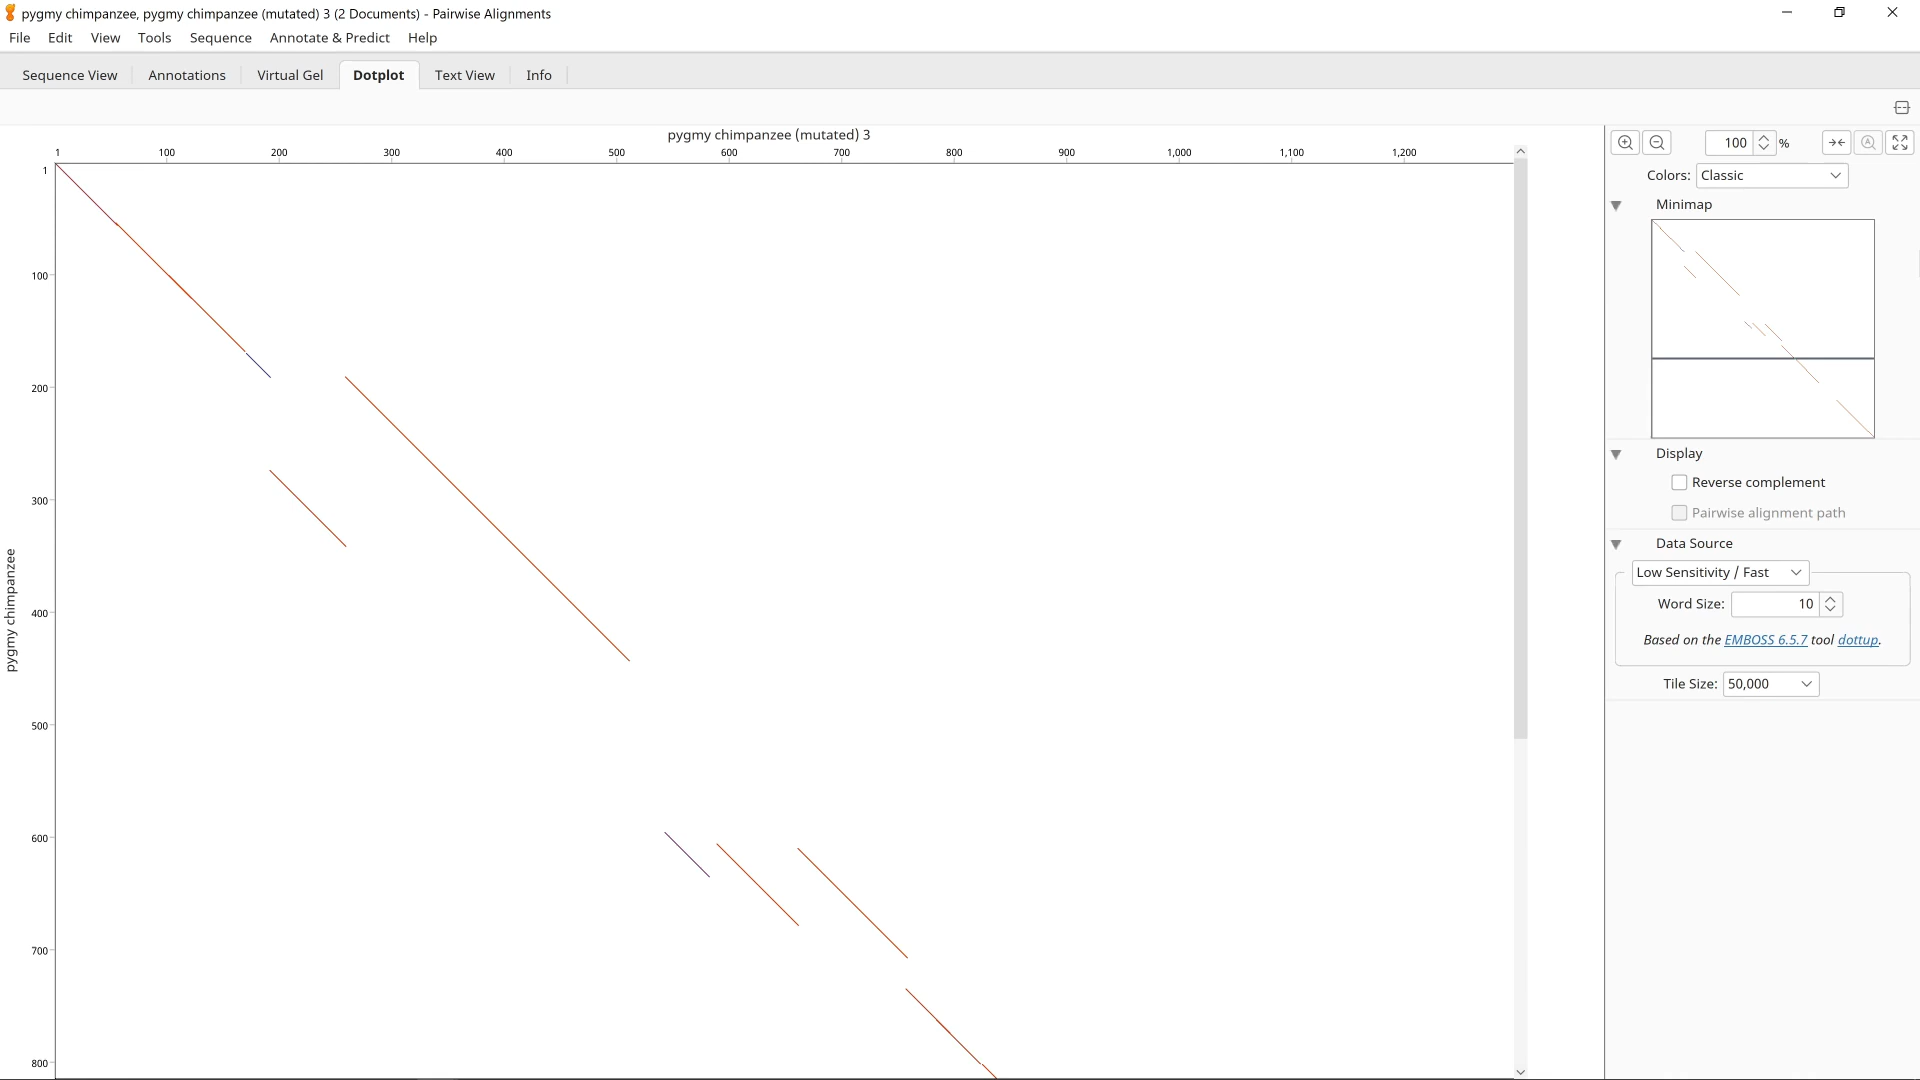 pygmy chimpanzee, pygmy chimpanzee (mutated) 3 (2 Documents) - Pairwise Alignments
File Edit View Tools Sequence Annotate & Predict Help
Sequence View Annotations Virtual Gel Dotplot Text View Info
pygmy chimpanzee (mutated) 3
1 100 200 300 400 500 600 700 800 900 1,000 1,100 1,200
1
100
200
300
400
500
600
700
800
pygmy chimpanzee
100 %
Colors: Classic
Minimap
Display
Reverse complement
Pairwise alignment path
Data Source
Low Sensitivity / Fast
Word Size: 10
Based on the EMBOSS 6.5.7 tool dottup.
Tile Size: 50,000